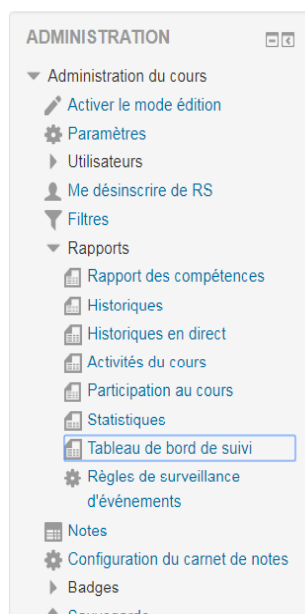 ADMINISTRATION
Administration du cours
Activer le mode édition
Paramètres
Utilisateurs
Me désinscrire de RS
Filtres
Rapports
Rapport des compétences
Historiques
Historiques en direct
Activités du cours
Participation au cours
Statistiques
Tableau de bord de suivi
Règles de surveillance
d'événements
Notes
Configuration du carnet de notes
Badges
Sauvegarde